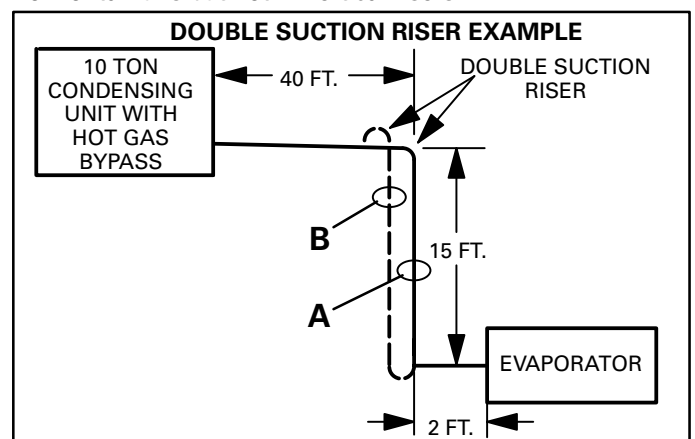 DOUBLE SUCTION RISER EXAMPLE
10 TON
CONDENSING
UNIT WITH
HOT GAS
BYPASS
40 FT.
DOUBLE SUCTION
RISER
B
15 FT.
A
EVAPORATOR
2 FT.